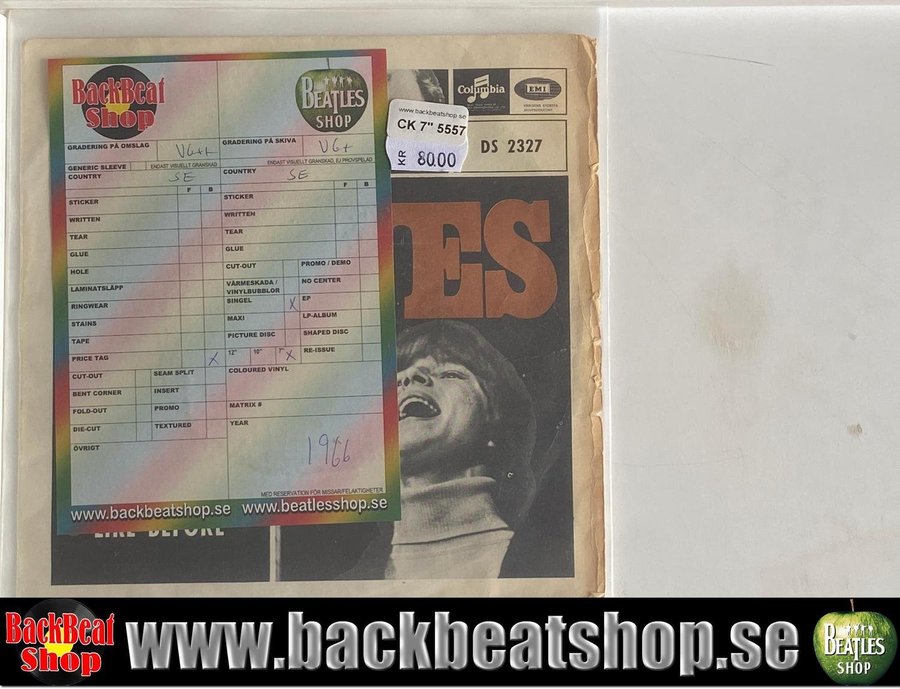 BackBeat
Shop
BEATLES
SHOP
GRADERING PÅ OMSLAG VG++
GRADERING PÅ SKIVA VG+
GENERIC SLEEVE ENDAST VISUELLT GRANSKAD
ENDAST VISUELLT GRANSKAD, EJ PROVSPELAD
COUNTRY SE
COUNTRY SE
F B
F B
STICKER
STICKER
WRITTEN
WRITTEN
TEAR
TEAR
GLUE
GLUE
HOLE
CUT-OUT PROMO / DEMO
LAMINATSLÄPP
VÄRMESKADA / VINYLBUBBLOR NO CENTER
RINGWEAR
SINGEL X EP
STAINS
MAXI LP-ALBUM
TAPE
PICTURE DISC SHAPED DISC
PRICE TAG X
12" 10" 7" X RE-ISSUE
CUT-OUT SEAM SPLIT
COLOURED VINYL
BENT CORNER INSERT
FOLD-OUT PROMO
MATRIX #
DIE-CUT TEXTURED
YEAR
ÖVRIGT
1966
MED RESERVATION FÖR MISSAR/FELAKTIGHETER
www.backbeatshop.se www.beatlesshop.se
www.backbeatshop.se
CK 7" 5557
KR 80.00
Columbia
EMI
DS 2327
ES
LIKE BEFORE
BackBeat
Shop
www.backbeatshop.se
BEATLES
SHOP